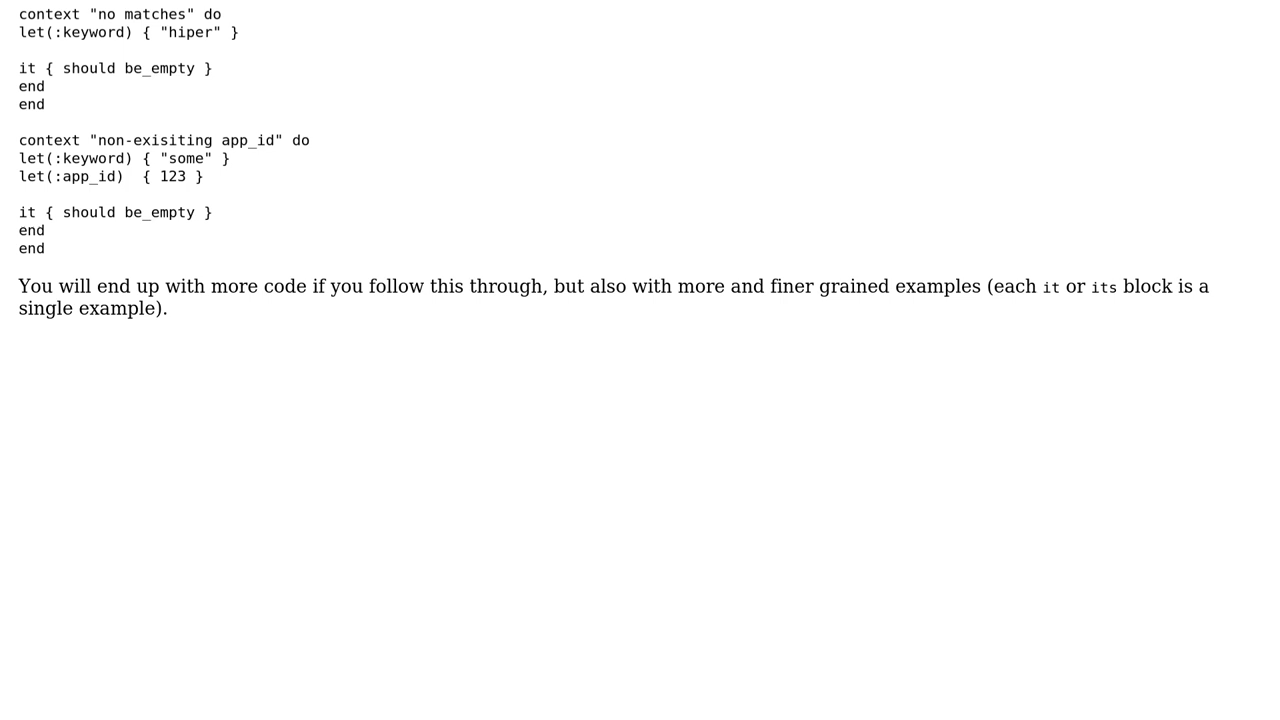 context "no matches" do
let(:keyword) { "hiper" }
it { should be_empty }
end
end
context "non-exisiting app_id" do
let(:keyword) { "some" }
let(:app_id)  { 123 }
it { should be_empty }
end
end
You will end up with more code if you follow this through, but also with more and finer grained examples (each it or its block is a
single example).